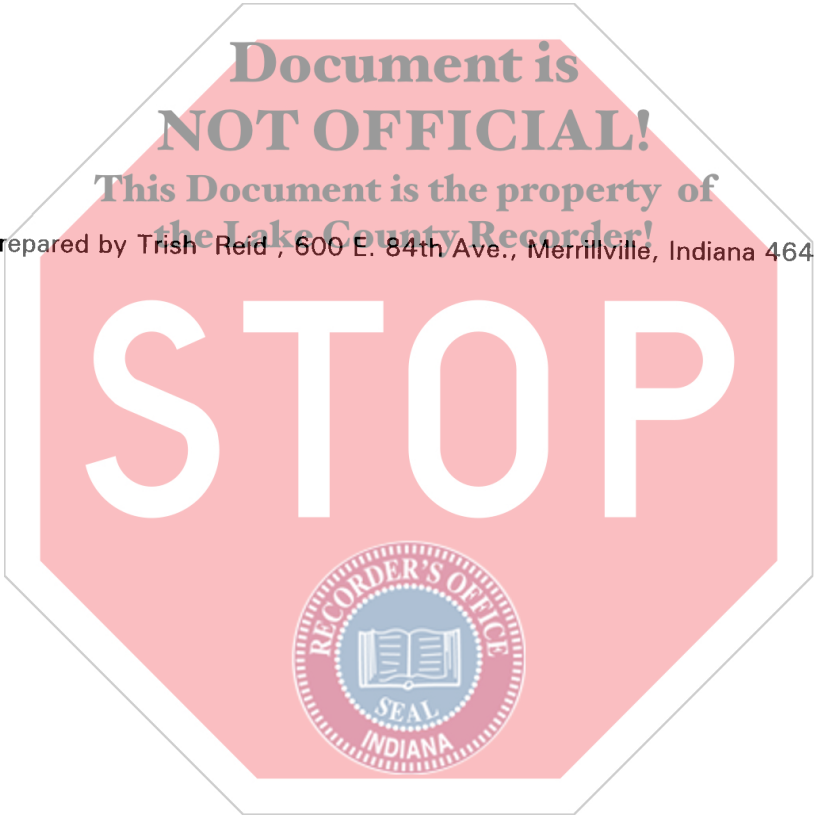 Document is
NOT OFFICIAL!
This Document is the property of
the Lake County Recorder!
repared by Trish Reid , 600 E. 84th Ave., Merrillville, Indiana 464
STOP
RECORDER'S OFFICE
SEAL
INDIANA